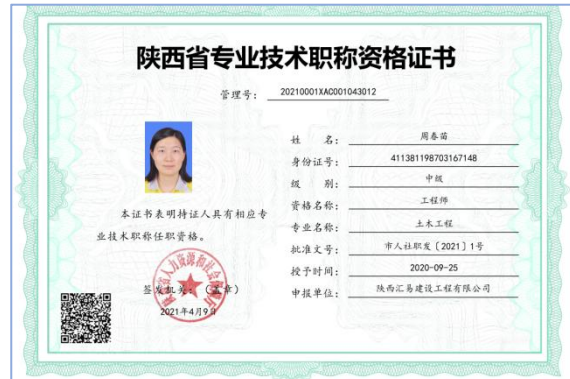 陕西省专业技术职称资格证书
管理号： 20210001XAC001043012
姓 名： 周春苗
身份证号： 411381198703167148
级 别： 中级
资格名称： 工程师
专业名称： 土木工程
批准文号： 市人社职发〔2021〕1号
授予时间： 2020-09-25
申报单位： 陕西汇易建设工程有限公司
本证书表明持证人具有相应专
业技术职称任职资格。
签发机关：（盖章）
2021年4月9日